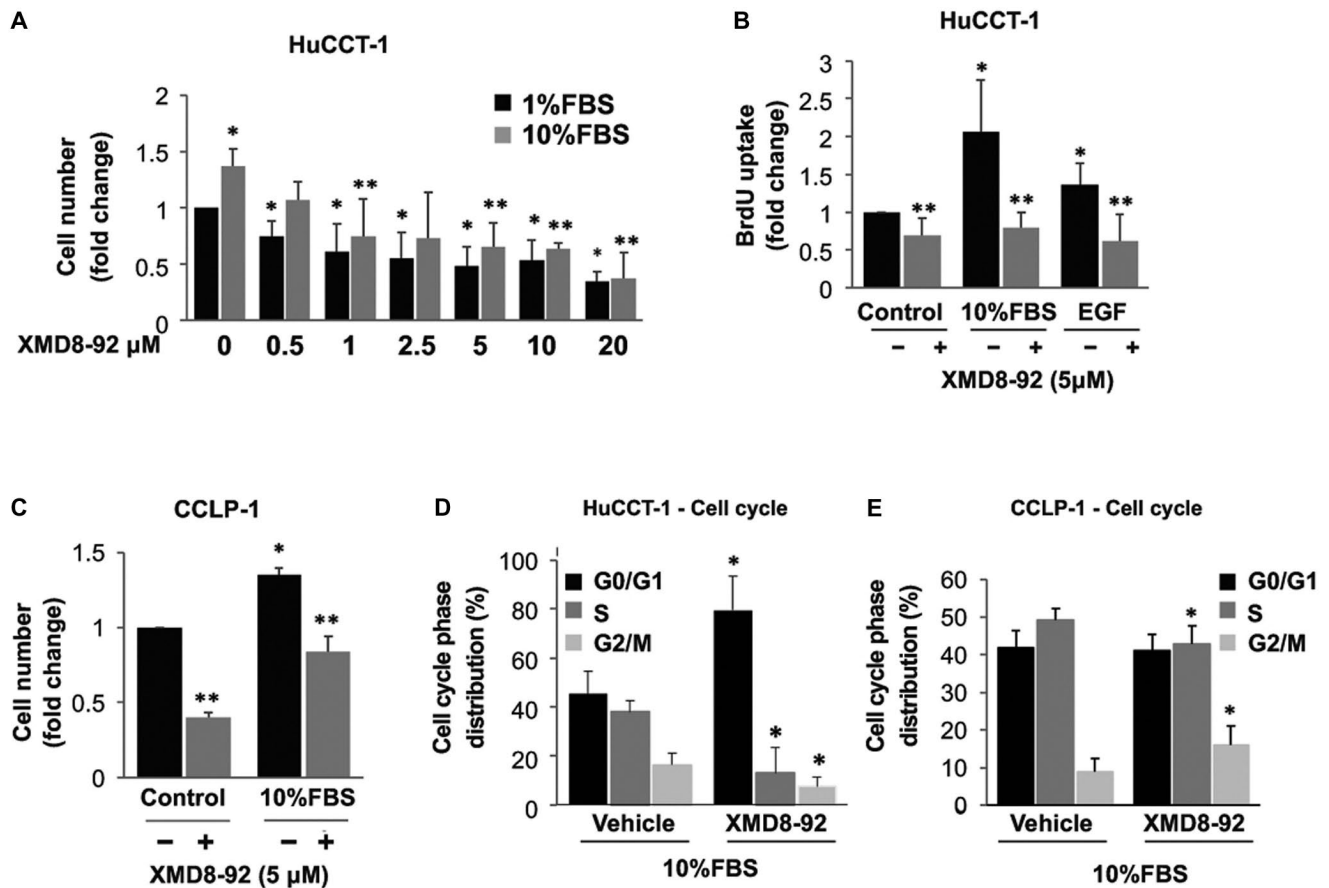 A
HuCCT-1
Cell number
(fold change)
2
1.5
1
0.5
0
1%FBS
10%FBS
*
*
*
**
*
*
**
*
**
*
**
XMD8-92 µM
0 0.5 1 2.5 5 10 20
B
HuCCT-1
BrdU uptake
(fold change)
3
2.5
2
1.5
1
0.5
0
**
*
**
*
**
Control 10%FBS EGF
− + − + − +
XMD8-92 (5µM)
C
CCLP-1
Cell number
(fold change)
1.5
1
0.5
0
**
*
**
Control 10%FBS
− + − +
XMD8-92 (5 µM)
D
HuCCT-1 - Cell cycle
Cell cycle phase
distribution (%)
100
80
60
40
20
0
G0/G1
S
G2/M
*
*
*
Vehicle XMD8-92
10%FBS
E
CCLP-1 - Cell cycle
Cell cycle phase
distribution (%)
60
50
40
30
20
10
0
G0/G1
S
G2/M
*
*
Vehicle XMD8-92
10%FBS